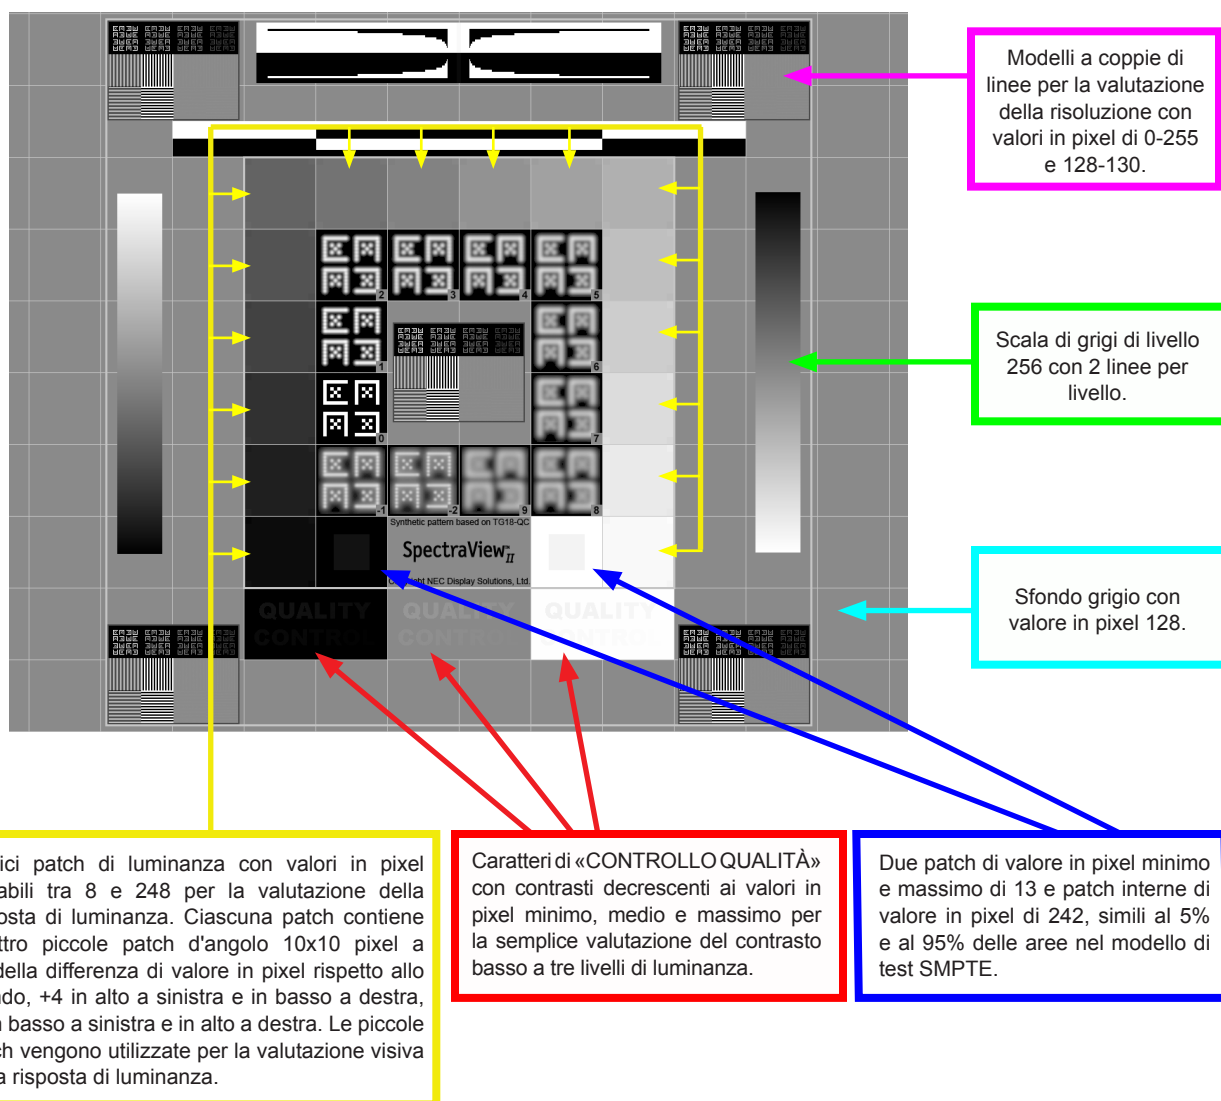 Modelli a coppie di
linee per la valutazione
della risoluzione con
valori in pixel di 0-255
e 128-130.
Scala di grigi di livello
256 con 2 linee per
livello.
Sfondo grigio con
valore in pixel 128.
2
3
4
5
1
6
0
7
-1
-2
9
8
Synthetic pattern based on TG18-QC
SpectraView™
II
NEC Display Solutions, Ltd.
QUALITY
CONTROL
QUALITY
CONTROL
QUALITY
CONTROL
ici patch di luminanza con valori in pixel
abili tra 8 e 248 per la valutazione della
osta di luminanza. Ciascuna patch contiene
ttro piccole patch d'angolo 10x10 pixel a
della differenza di valore in pixel rispetto allo
ndo, +4 in alto a sinistra e in basso a destra,
n basso a sinistra e in alto a destra. Le piccole
ch vengono utilizzate per la valutazione visiva
a risposta di luminanza.
Caratteri di «CONTROLLO QUALITÀ»
con contrasti decrescenti ai valori in
pixel minimo, medio e massimo per
la semplice valutazione del contrasto
basso a tre livelli di luminanza.
Due patch di valore in pixel minimo
e massimo di 13 e patch interne di
valore in pixel di 242, simili al 5%
e al 95% delle aree nel modello di
test SMPTE.